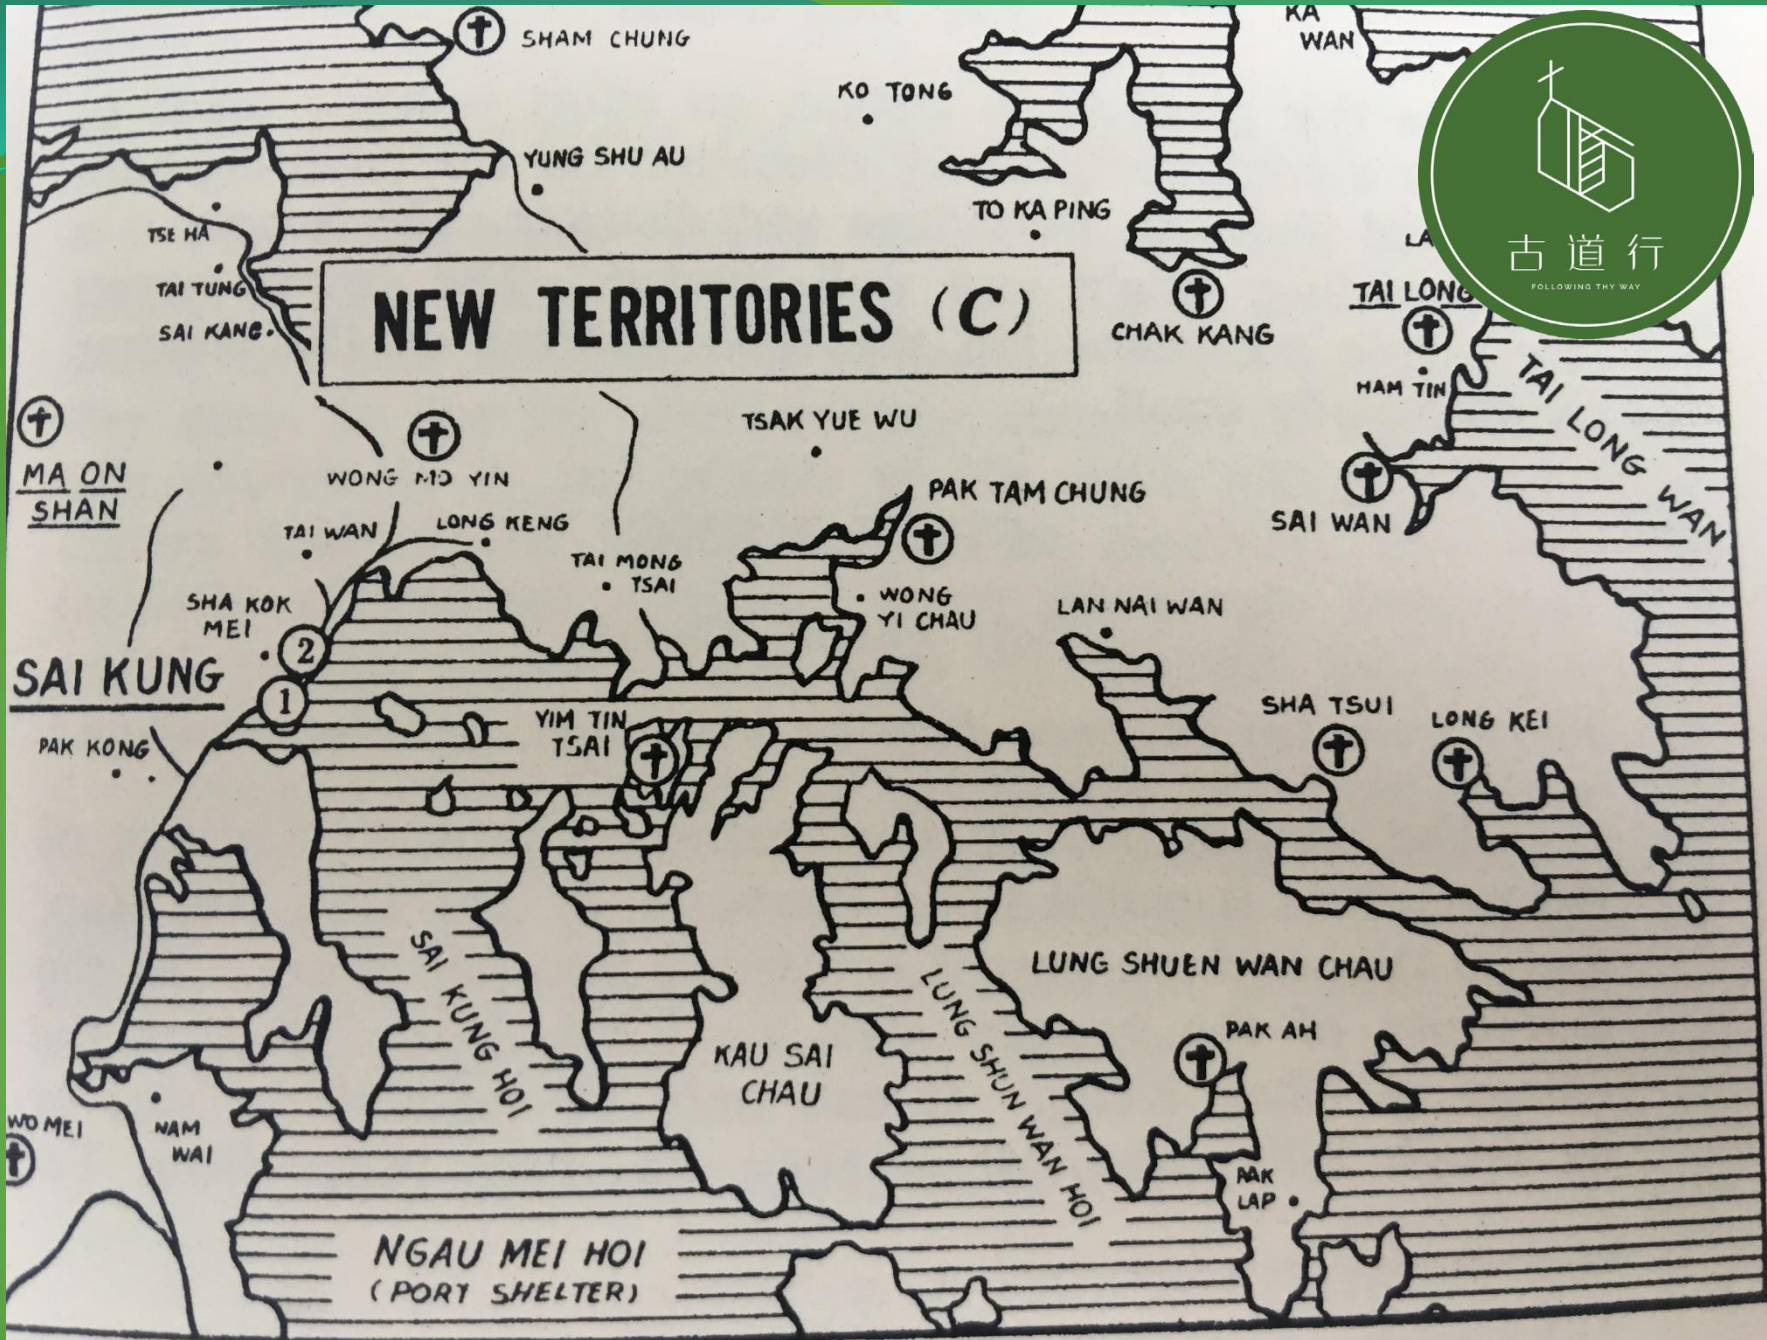 SHAM CHUNG
KA
WAN
KO TONG
YUNG SHU AU
TO KA PING
TSE HA
TAI TUNG
SAI KANG
NEW TERRITORIES (C)
CHAK KANG
LA
TAI LONG
HAM TIN
古道行
FOLLOWING THY WAY
TAI LONG WAN
MA ON
SHAN
WONG MO YIN
TSAK YUE WU
PAK TAM CHUNG
SAI WAN
TAI WAN
LONG KENG
TAI MONG
TSAI
WONG
YI CHAU
LAN NAI WAN
SHA KOK
MEI
2
SAI KUNG
1
PAK KONG
YIM TIN
TSAI
SHA TSUI
LONG KEI
SAI KUNG HOI
LUNG SHUN WAN HOI
LUNG SHUEN WAN CHAU
KAU SAI
CHAU
PAK AH
PAK
LAP
WO MEI
NAM
WAI
NGAU MEI HOI
(PORT SHELTER)